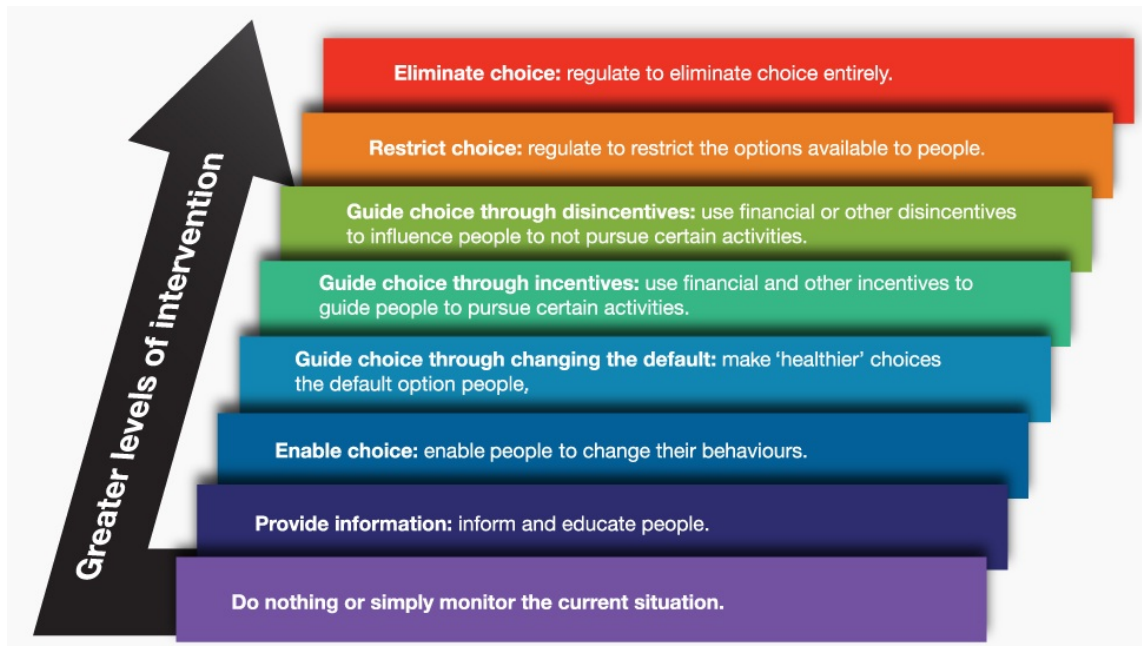 Greater levels of intervention
Eliminate choice: regulate to eliminate choice entirely.
Restrict choice: regulate to restrict the options available to people.
Guide choice through disincentives: use financial or other disincentives
to influence people to not pursue certain activities.
Guide choice through incentives: use financial and other incentives to
guide people to pursue certain activities.
Guide choice through changing the default: make ‘healthier’ choices
the default option people,
Enable choice: enable people to change their behaviours.
Provide information: inform and educate people.
Do nothing or simply monitor the current situation.